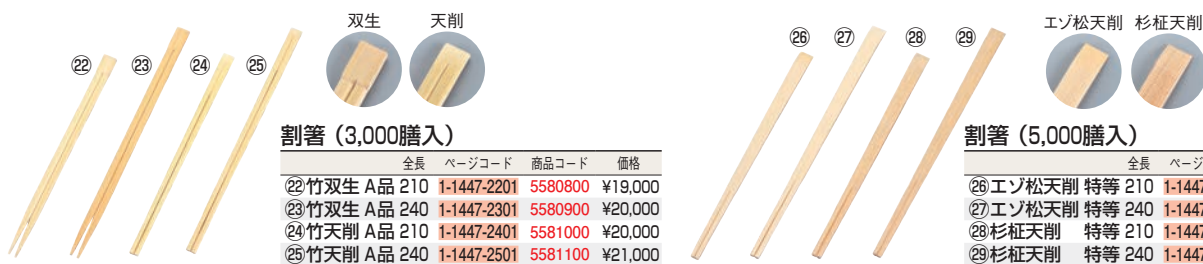 双生 天削
㉒ ㉓ ㉔ ㉕
割箸（3,000膳入）
全長 ページコード 商品コード 価格
㉒竹双生 A品 210 1-1447-2201 5580800 ¥19,000
㉓竹双生 A品 240 1-1447-2301 5580900 ¥20,000
㉔竹天削 A品 210 1-1447-2401 5581000 ¥20,000
㉕竹天削 A品 240 1-1447-2501 5581100 ¥21,000
エゾ松天削 杉柾天削
㉖ ㉗ ㉘ ㉙
割箸（5,000膳入）
全長 ページ
㉖エゾ松天削 特等 210 1-1447
㉗エゾ松天削 特等 240 1-1447
㉘杉柾天削 特等 210 1-1447
㉙杉柾天削 特等 240 1-1447